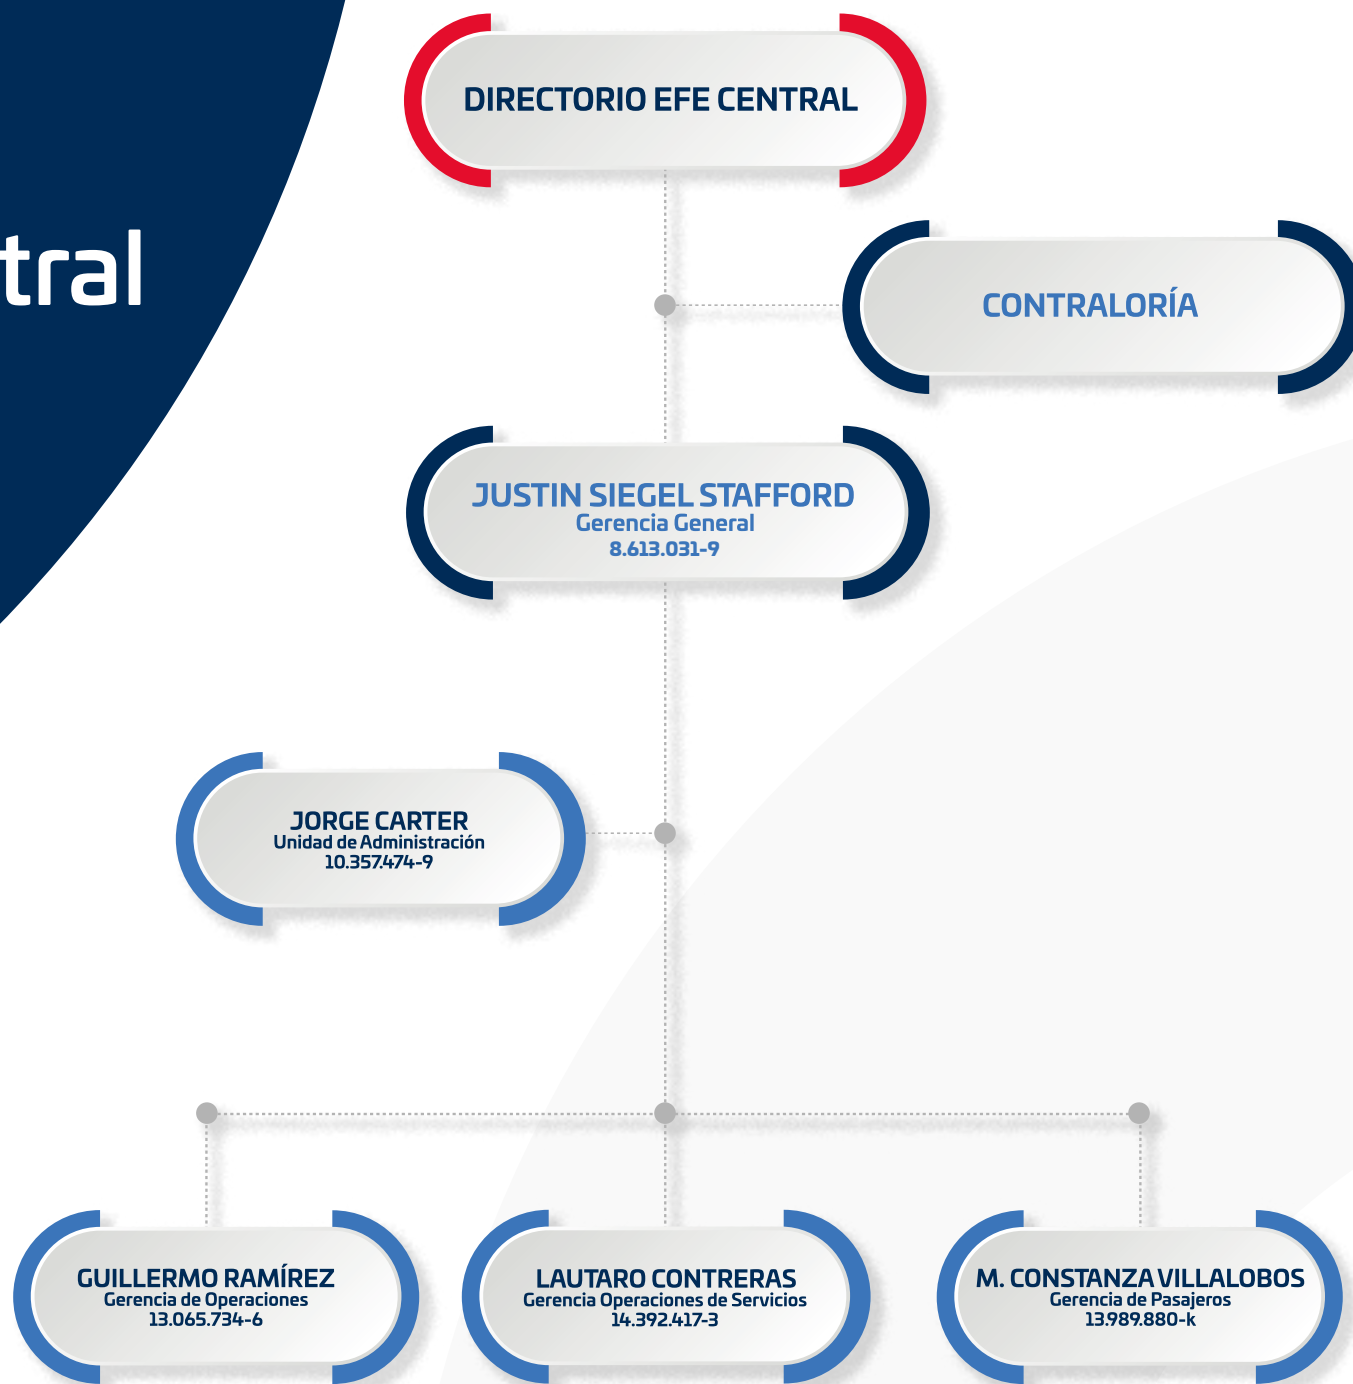 DIRECTORIO EFE CENTRAL
tral
CONTRALORÍA
JUSTIN SIEGEL STAFFORD
Gerencia General
8.613.031-9
JORGE CARTER
Unidad de Administración
10.357.474-9
GUILLERMO RAMÍREZ
Gerencia de Operaciones
13.065.734-6
LAUTARO CONTRERAS
Gerencia Operaciones de Servicios
14.392.417-3
M. CONSTANZA VILLALOBOS
Gerencia de Pasajeros
13.989.880-k